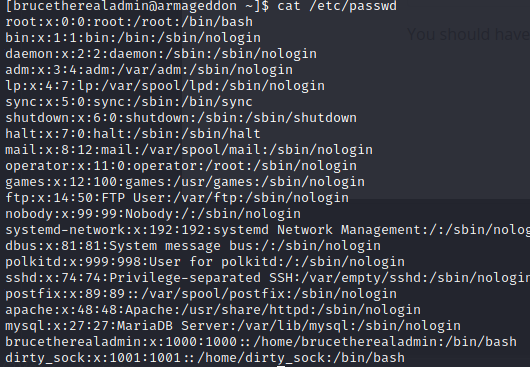 [brucetherealadmin@armageddon ~]$ cat /etc/passwd
You should have
root:x:0:0:root:/root:/bin/bash
bin:x:1:1:bin:/bin:/sbin/nologin
daemon:x:2:2:daemon:/sbin:/sbin/nologin
adm:x:3:4:adm:/var/adm:/sbin/nologin
lp:x:4:7:lp:/var/spool/lpd:/sbin/nologin
sync:x:5:0:sync:/sbin:/bin/sync
shutdown:x:6:0:shutdown:/sbin:/sbin/shutdown
halt:x:7:0:halt:/sbin:/sbin/halt
mail:x:8:12:mail:/var/spool/mail:/sbin/nologin
operator:x:11:0:operator:/root:/sbin/nologin
games:x:12:100:games:/usr/games:/sbin/nologin
ftp:x:14:50:FTP User:/var/ftp:/sbin/nologin
nobody:x:99:99:Nobody:/:/sbin/nologin
systemd-network:x:192:192:systemd Network Management:/:/sbin/nologin
dbus:x:81:81:System message bus:/:/sbin/nologin
polkitd:x:999:998:User for polkitd:/:/sbin/nologin
sshd:x:74:74:Privilege-separated SSH:/var/empty/sshd:/sbin/nologin
postfix:x:89:89::/var/spool/postfix:/sbin/nologin
apache:x:48:48:Apache:/usr/share/httpd:/sbin/nologin
mysql:x:27:27:MariaDB Server:/var/lib/mysql:/sbin/nologin
brucetherealadmin:x:1000:1000::/home/brucetherealadmin:/bin/bash
dirty_sock:x:1001:1001::/home/dirty_sock:/bin/bash